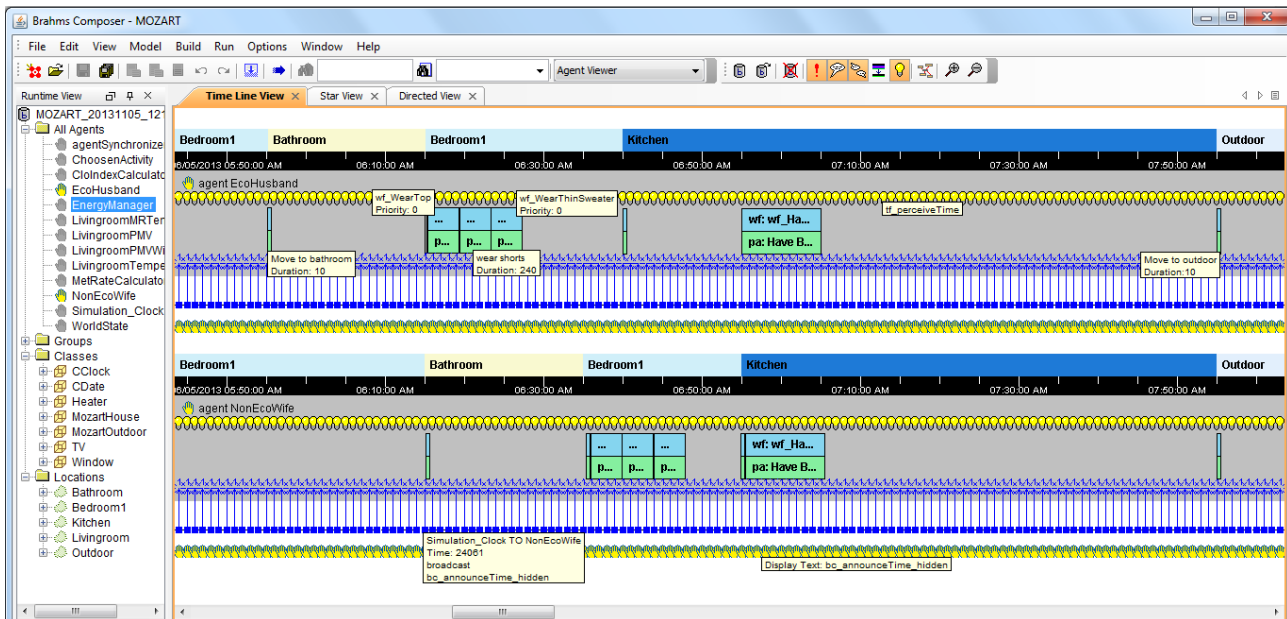 Brahms Composer - MOZART
File Edit View Model Build Run Options Window Help
Agent Viewer
Runtime View
Time Line View Star View Directed View
MOZART_20131105_121
All Agents
agentSynchronize
ChoosenActivity
CloIndexCalculato
EcoHusband
EnergyManager
LivingroomMRTer
LivingroomPMV
LivingroomPMVWi
LivingroomTempe
MetRateCalculato
NonEcoWife
Simulation_Clock
WorldState
Groups
Classes
CClock
CDate
Heater
MozartHouse
MozartOutdoor
TV
Window
Locations
Bathroom
Bedroom1
Kitchen
Livingroom
Outdoor
Bedroom1 Bathroom Bedroom1 Kitchen Outdoor
6/05/2013 05:50:00 AM 06:10:00 AM 06:30:00 AM 06:50:00 AM 07:10:00 AM 07:30:00 AM 07:50:00 AM
agent EcoHusband
wf_WearTop
Priority: 0
wf_WearThinSweater
Priority: 0
tf_perceiveTime
... ... ... wf: wf_Ha...
p... p... p... pa: Have B...
Move to bathroom
Duration: 10
wear shorts
Duration: 240
Move to outdoor
Duration:10
Bedroom1 Bathroom Bedroom1 Kitchen Outdoor
6/05/2013 05:50:00 AM 06:10:00 AM 06:30:00 AM 06:50:00 AM 07:10:00 AM 07:30:00 AM 07:50:00 AM
agent NonEcoWife
... ... ... wf: wf_Ha...
p... p... p... pa: Have B...
Simulation_Clock TO NonEcoWife
Time: 24061
broadcast
bc_announceTime_hidden
Display Text: bc_announceTime_hidden